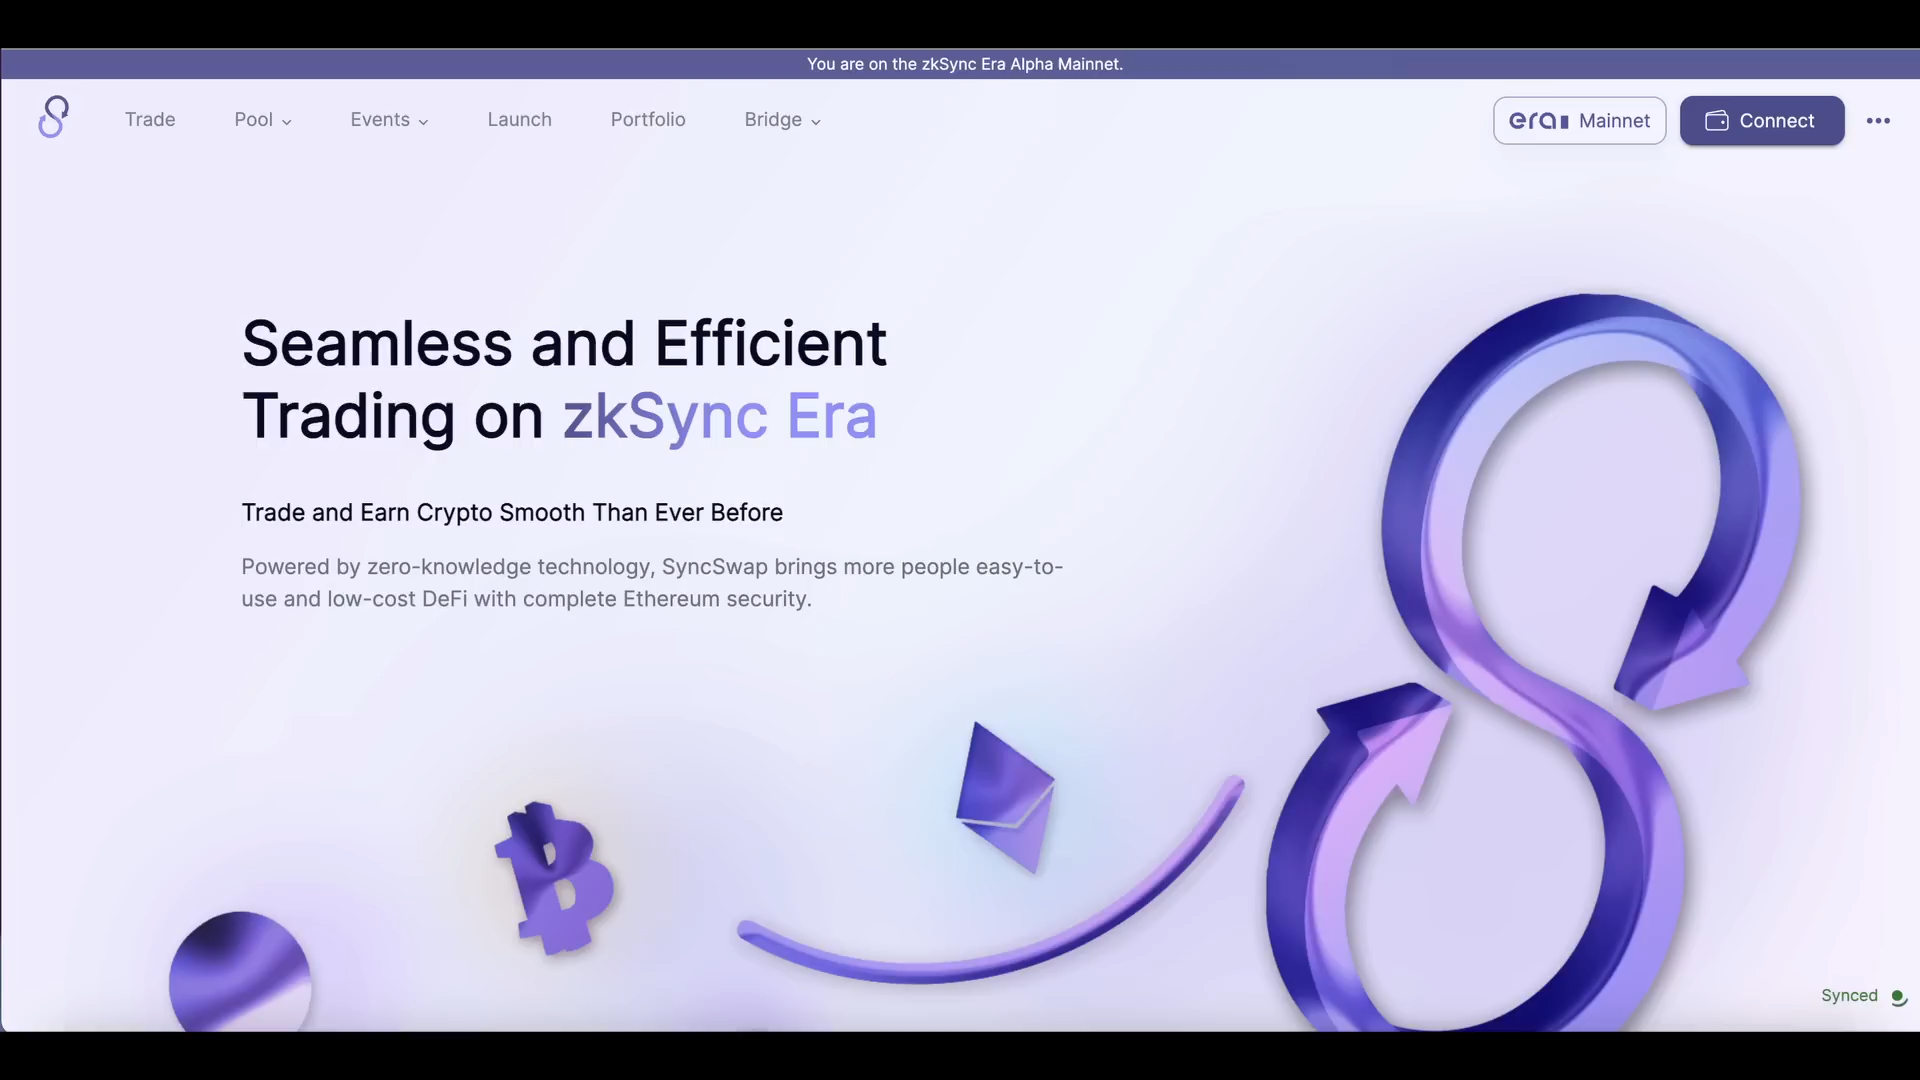 You are on the zkSync Era Alpha Mainnet.
Trade
Pool
Events
Launch
Portfolio
Bridge
era Mainnet
Connect
Seamless and Efficient
Trading on zkSync Era
Trade and Earn Crypto Smooth Than Ever Before
Powered by zero-knowledge technology, SyncSwap brings more people easy-to-
use and low-cost DeFi with complete Ethereum security.
Synced